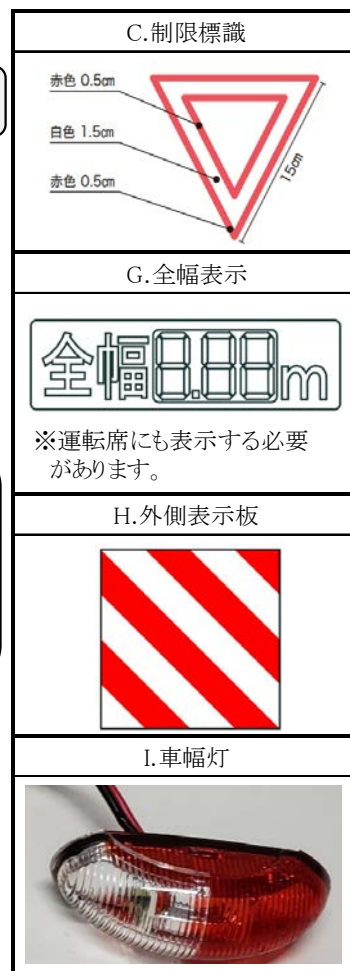 C.制限標識
赤色 0.5㎝
白色 1.5㎝
赤色 0.5㎝
15㎝
G.全幅表示
全幅8.88m
※運転席にも表示する必要
があります。
H.外側表示板
I.車幅灯